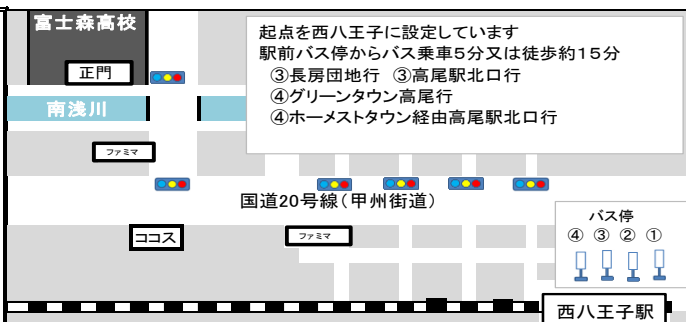 富士森高校
正門
南浅川
ファミマ
起点を西八王子に設定しています
駅前バス停からバス乗車5分又は徒歩約15分
③長房団地行 ③高尾駅北口行
④グリーンタウン高尾行
④ホーメストタウン経由高尾駅北口行
国道20号線(甲州街道)
ココス
ファミマ
バス停
④ ③ ② ①
西八王子駅